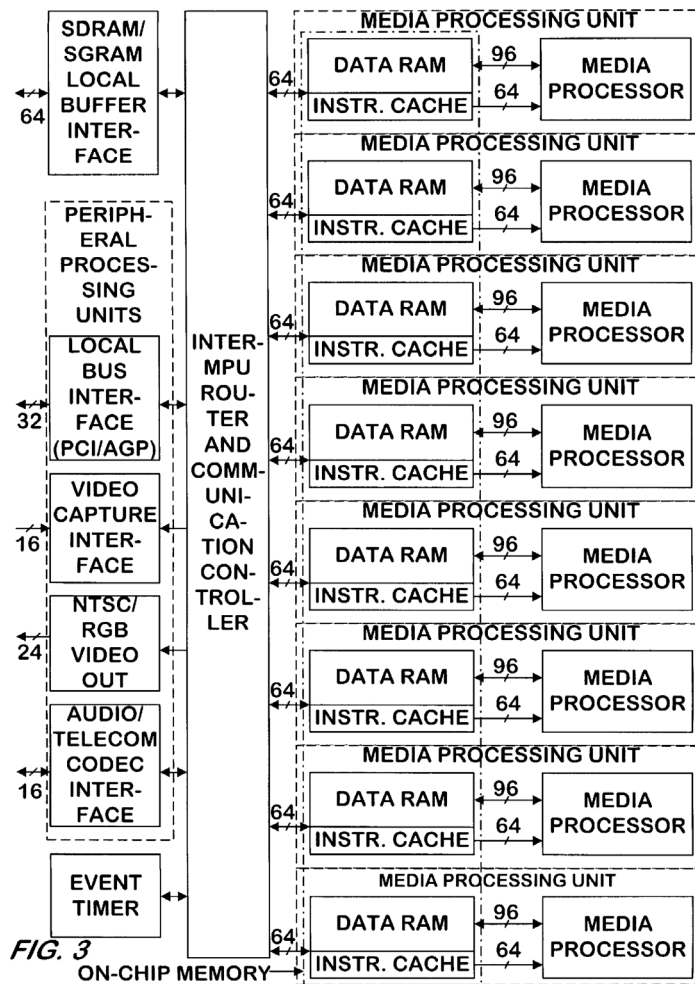 SDRAM/
SGRAM
LOCAL
BUFFER
INTER-
FACE
64
PERIPH-
ERAL
PROCES-
SING
UNITS
LOCAL
BUS
INTER-
FACE
(PCI/AGP)
32
VIDEO
CAPTURE
INTER-
FACE
16
NTSC/
RGB
VIDEO
OUT
24
AUDIO/
TELECOM
CODEC
INTER-
FACE
16
EVENT
TIMER
INTER-
MPU
ROU-
TER
AND
COMM-
UNI-
CA-
TION
CON-
TROL-
LER
MEDIA PROCESSING UNIT
64
DATA RAM
INSTR. CACHE
96
64
MEDIA
PROCESSOR
MEDIA PROCESSING UNIT
64
DATA RAM
INSTR. CACHE
96
64
MEDIA
PROCESSOR
MEDIA PROCESSING UNIT
64
DATA RAM
INSTR. CACHE
96
64
MEDIA
PROCESSOR
MEDIA PROCESSING UNIT
64
DATA RAM
INSTR. CACHE
96
64
MEDIA
PROCESSOR
MEDIA PROCESSING UNIT
64
DATA RAM
INSTR. CACHE
96
64
MEDIA
PROCESSOR
MEDIA PROCESSING UNIT
64
DATA RAM
INSTR. CACHE
96
64
MEDIA
PROCESSOR
MEDIA PROCESSING UNIT
64
DATA RAM
INSTR. CACHE
96
64
MEDIA
PROCESSOR
MEDIA PROCESSING UNIT
64
DATA RAM
INSTR. CACHE
96
64
MEDIA
PROCESSOR
FIG. 3
ON-CHIP MEMORY